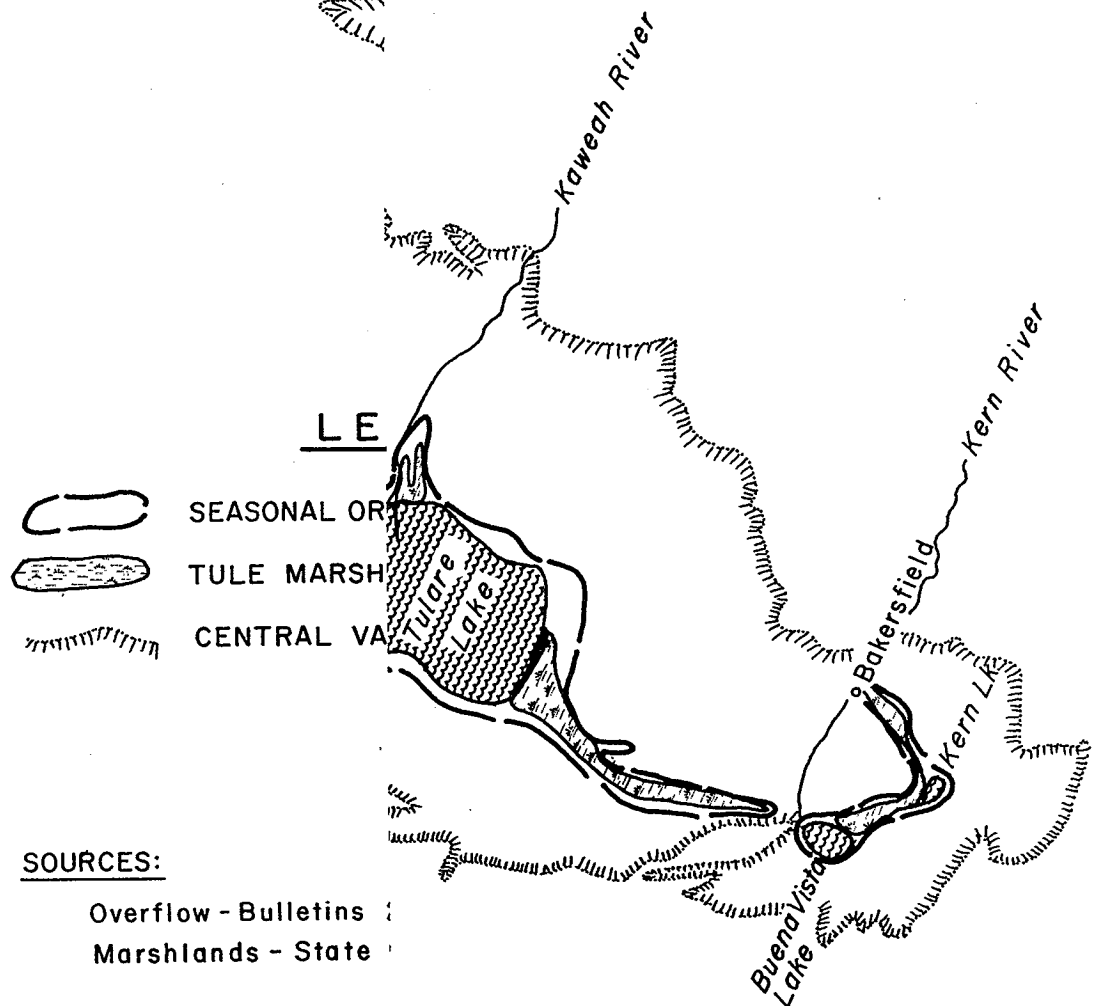 Kaweah River
Kern River
LE
SEASONAL OR
TULE MARSH
CENTRAL VA
Tulare
Lake
Bakersfield
Kern LK
Buena Vista
Lake
SOURCES:
Overflow - Bulletins
Marshlands - State